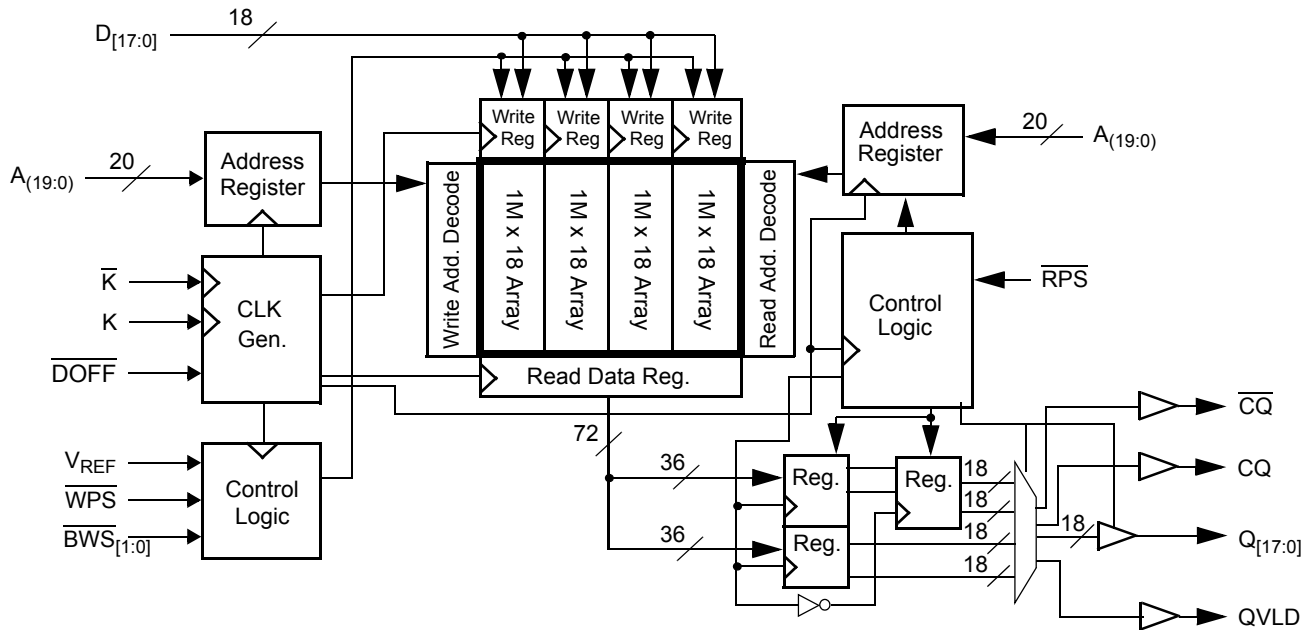 D[17:0]
18
Write
Reg
Write
Reg
Write
Reg
Write
Reg
Address
Register
20
A(19:0)
A(19:0)
20
Address
Register
Write Add. Decode
1M x 18 Array
1M x 18 Array
1M x 18 Array
1M x 18 Array
Read Add. Decode
K
K
DOFF
CLK
Gen.
Control
Logic
RPS
Read Data Reg.
VREF
WPS
BWS[1:0]
Control
Logic
72
36
36
Reg.
Reg.
Reg.
18
18
18
18
18
CQ
CQ
Q[17:0]
QVLD